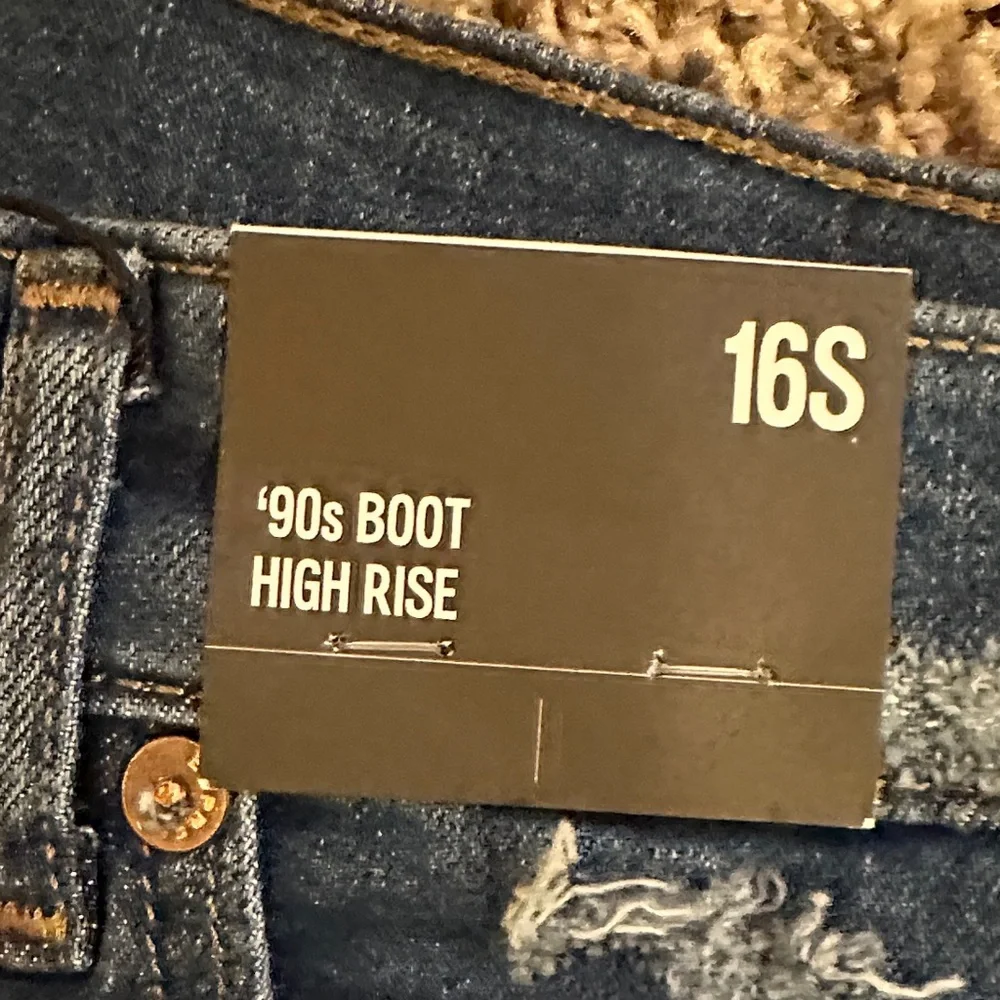 16S
‘90s BOOT
HIGH RISE